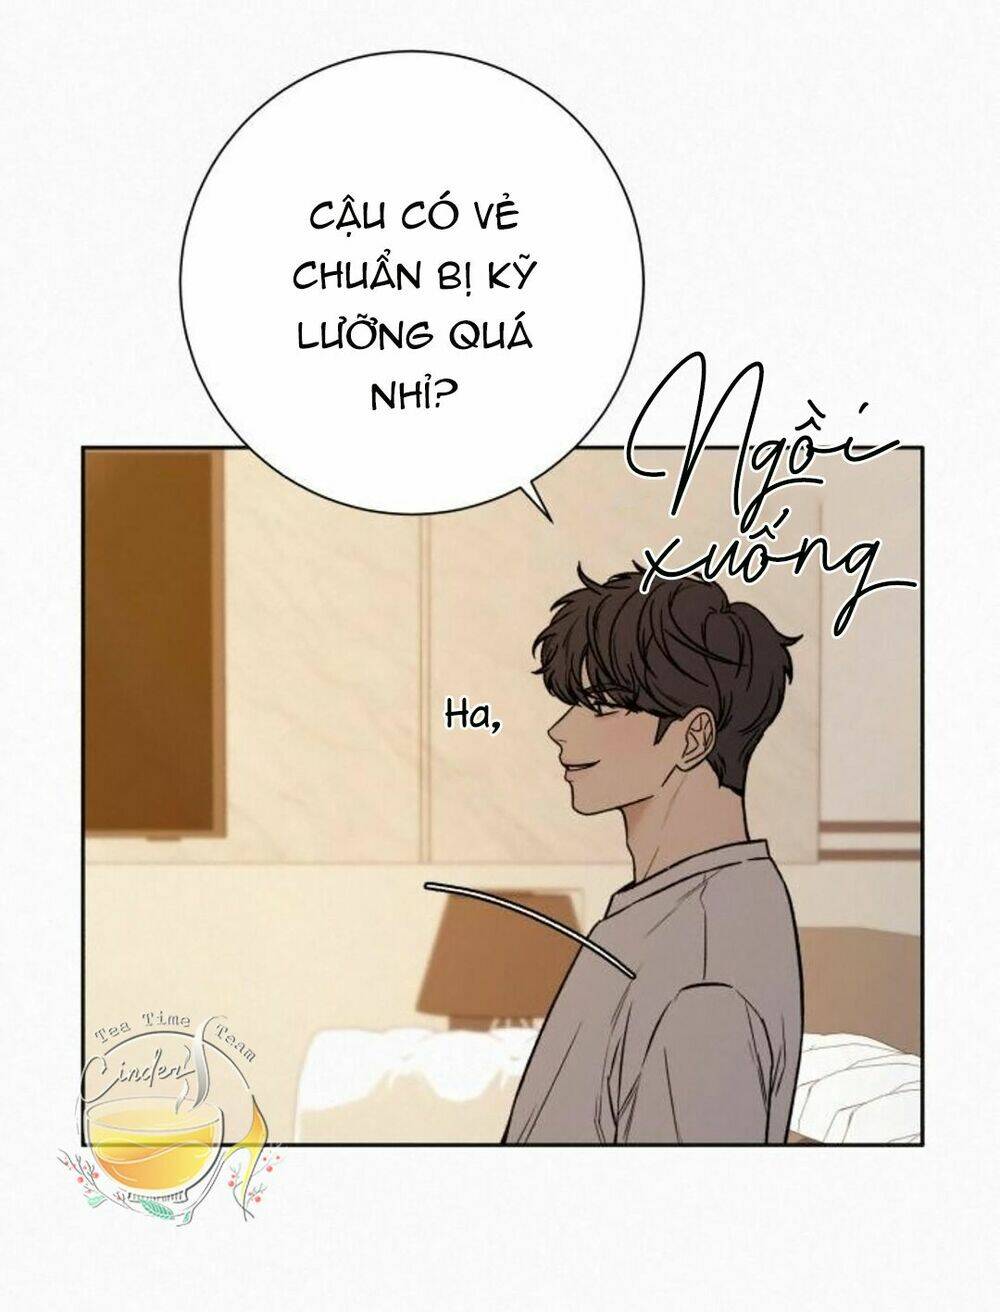 CẬU CÓ VẺ
CHUẨN BỊ KỸ
LƯỠNG QUÁ
NHỈ?
Ngồi
xuống
Ha,
Tea Time Team
Cinder